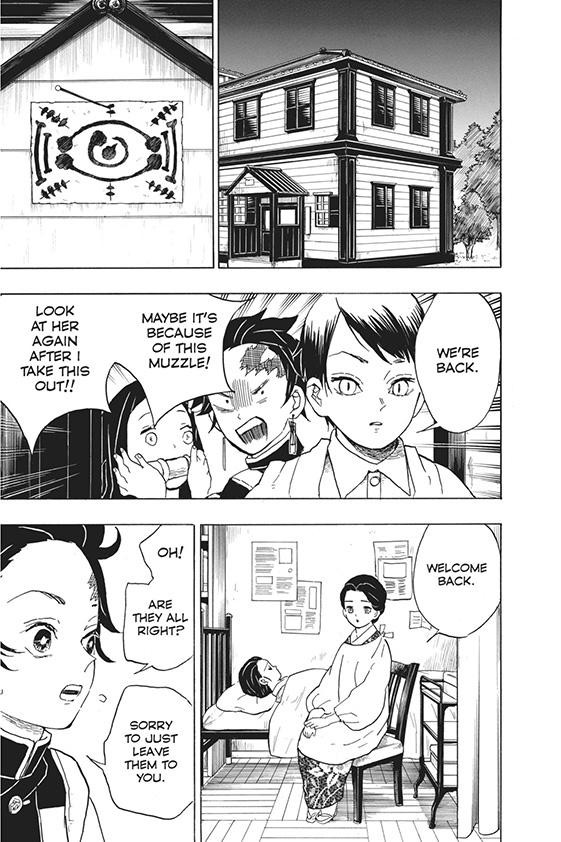 WE'RE
BACK.
MAYBE IT'S
BECAUSE
OF THIS
MUZZLE!
LOOK
AT HER
AGAIN
AFTER I
TAKE THIS
OUT!!
WELCOME
BACK.
OH!
ARE
THEY ALL
RIGHT?
SORRY
TO JUST
LEAVE
THEM TO
YOU.